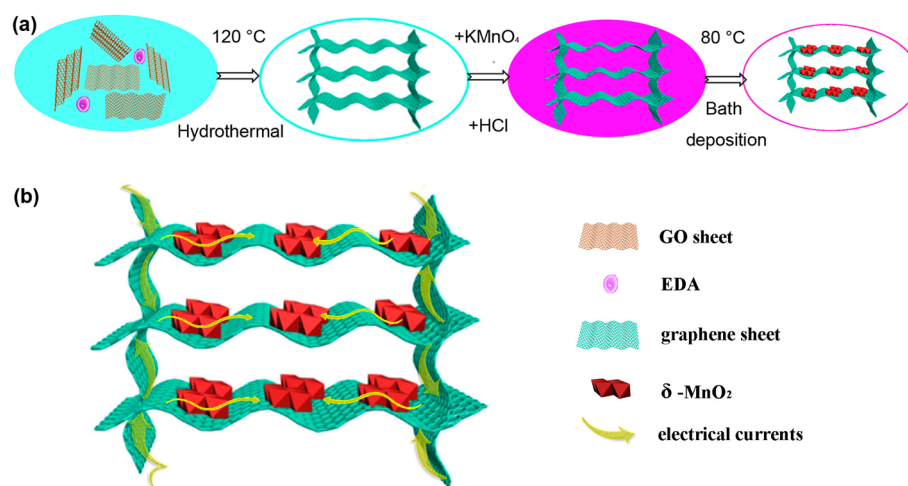 (a)
120 °C
Hydrothermal
+KMnO₄
+HCl
80 °C
Bath
deposition
(b)
GO sheet
EDA
graphene sheet
δ -MnO₂
electrical currents